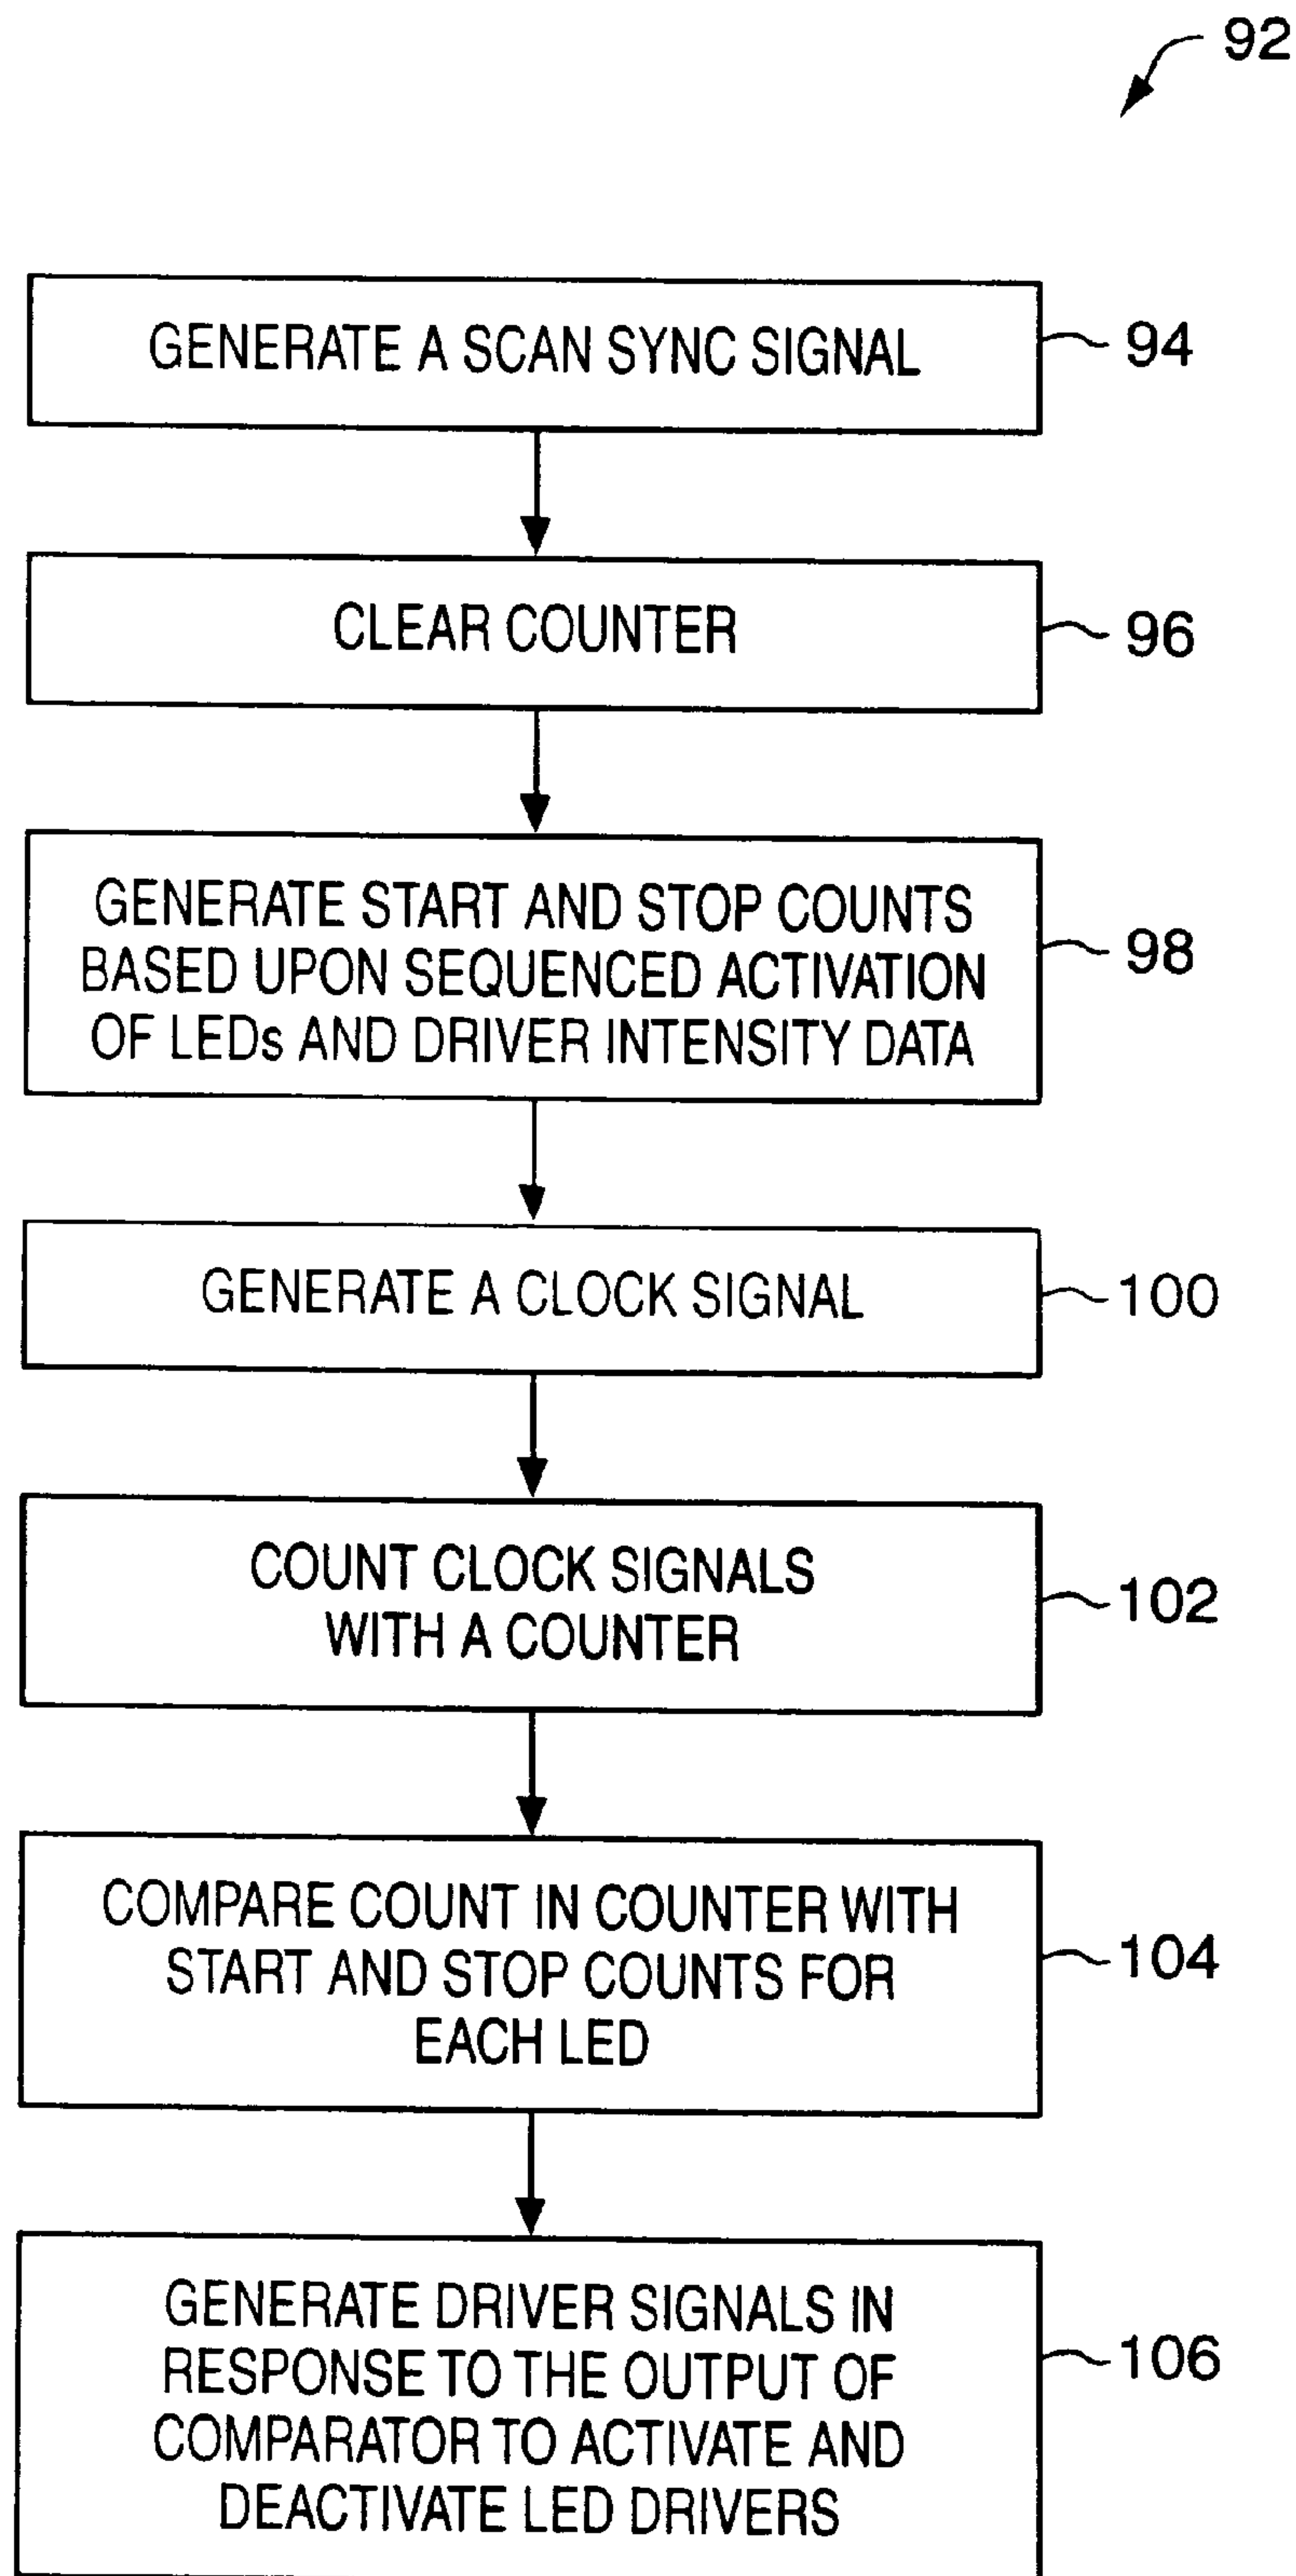 92
GENERATE A SCAN SYNC SIGNAL
94
CLEAR COUNTER
96
GENERATE START AND STOP COUNTS
BASED UPON SEQUENCED ACTIVATION
OF LEDs AND DRIVER INTENSITY DATA
98
GENERATE A CLOCK SIGNAL
100
COUNT CLOCK SIGNALS
WITH A COUNTER
102
COMPARE COUNT IN COUNTER WITH
START AND STOP COUNTS FOR
EACH LED
104
GENERATE DRIVER SIGNALS IN
RESPONSE TO THE OUTPUT OF
COMPARATOR TO ACTIVATE AND
DEACTIVATE LED DRIVERS
106